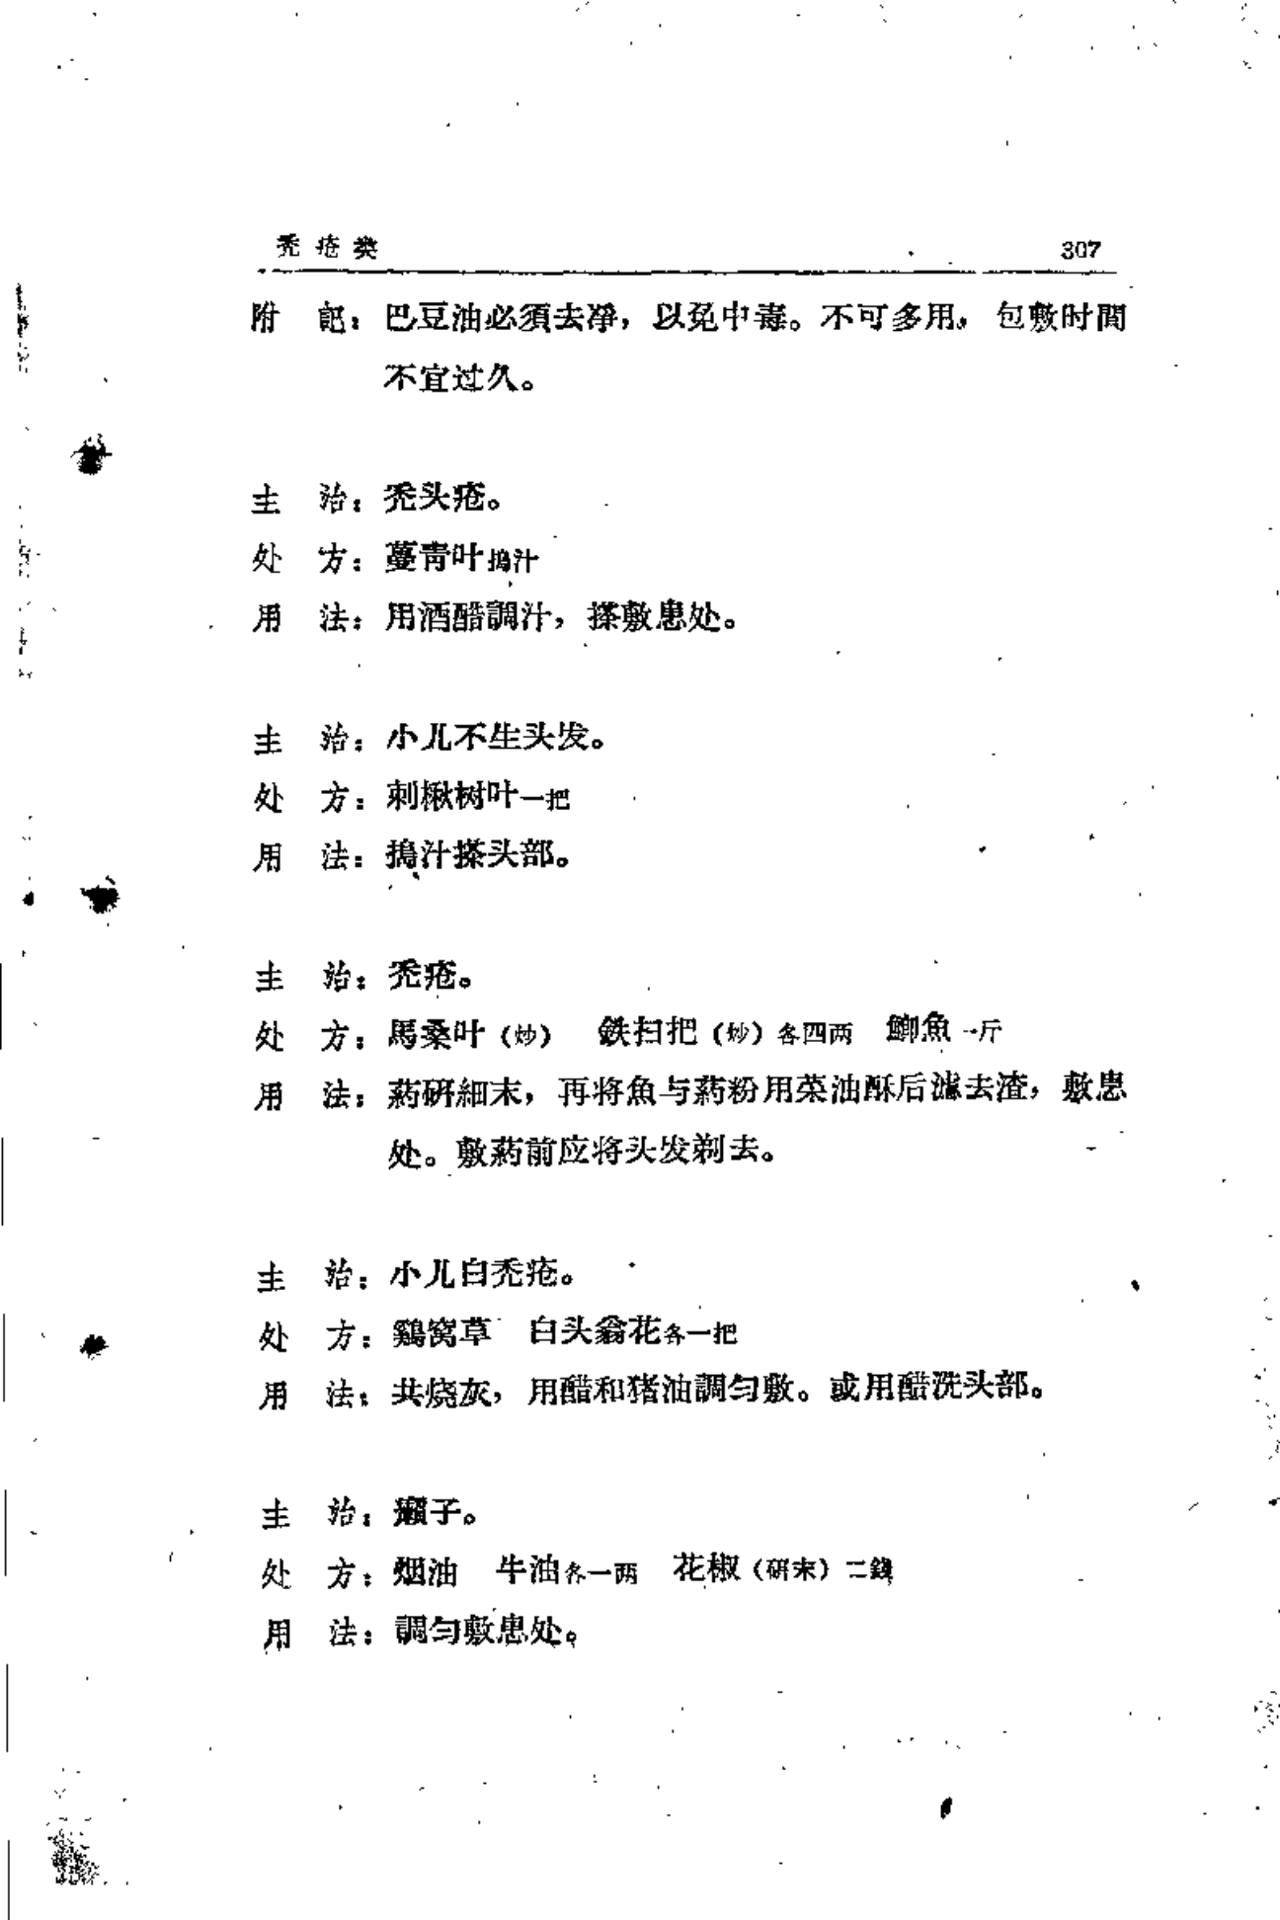 秃疮类 307
附　記：巴豆油必須去淨，以免中毒。不可多用，包敷时間
不宜过久。
主　治：秃头疮。
处　方：蔓青叶搗汁
用　法：用酒醋調汁，搽敷患处。
主　治：小儿不生头发。
处　方：刺楸树叶一把
用　法：搗汁搽头部。
主　治：秃疮。
处　方：馬桑叶（炒）　鉄扫把（炒）各四两　鯽魚一斤
用　法：葯研細末，再将魚与葯粉用菜油酥后濾去渣，敷患
处。敷葯前应将头发剃去。
主　治：小儿白秃疮。
处　方：鷄窝草　白头翁花各一把
用　法：共烧灰，用醋和猪油調匀敷。或用醋洗头部。
主　治：癩子。
处　方：烟油　牛油各一两　花椒（研末）二錢
用　法：調匀敷患处。